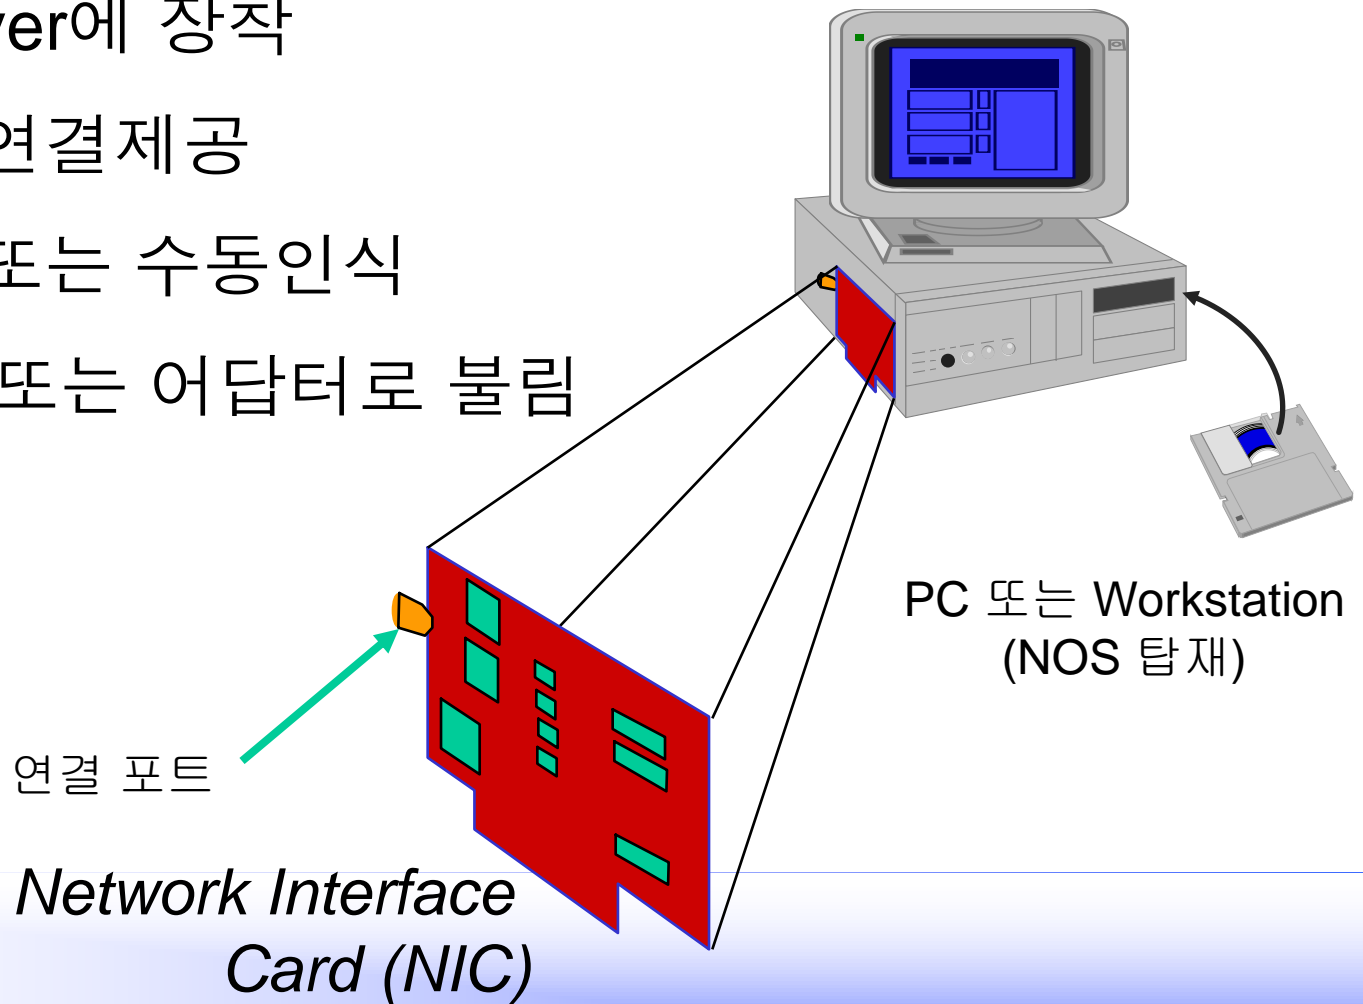 ver에 장착
연결제공
또는 수동인식
또는 어답터로 불림
PC 또는 Workstation
(NOS 탑재)
연결 포트
Network Interface
Card (NIC)